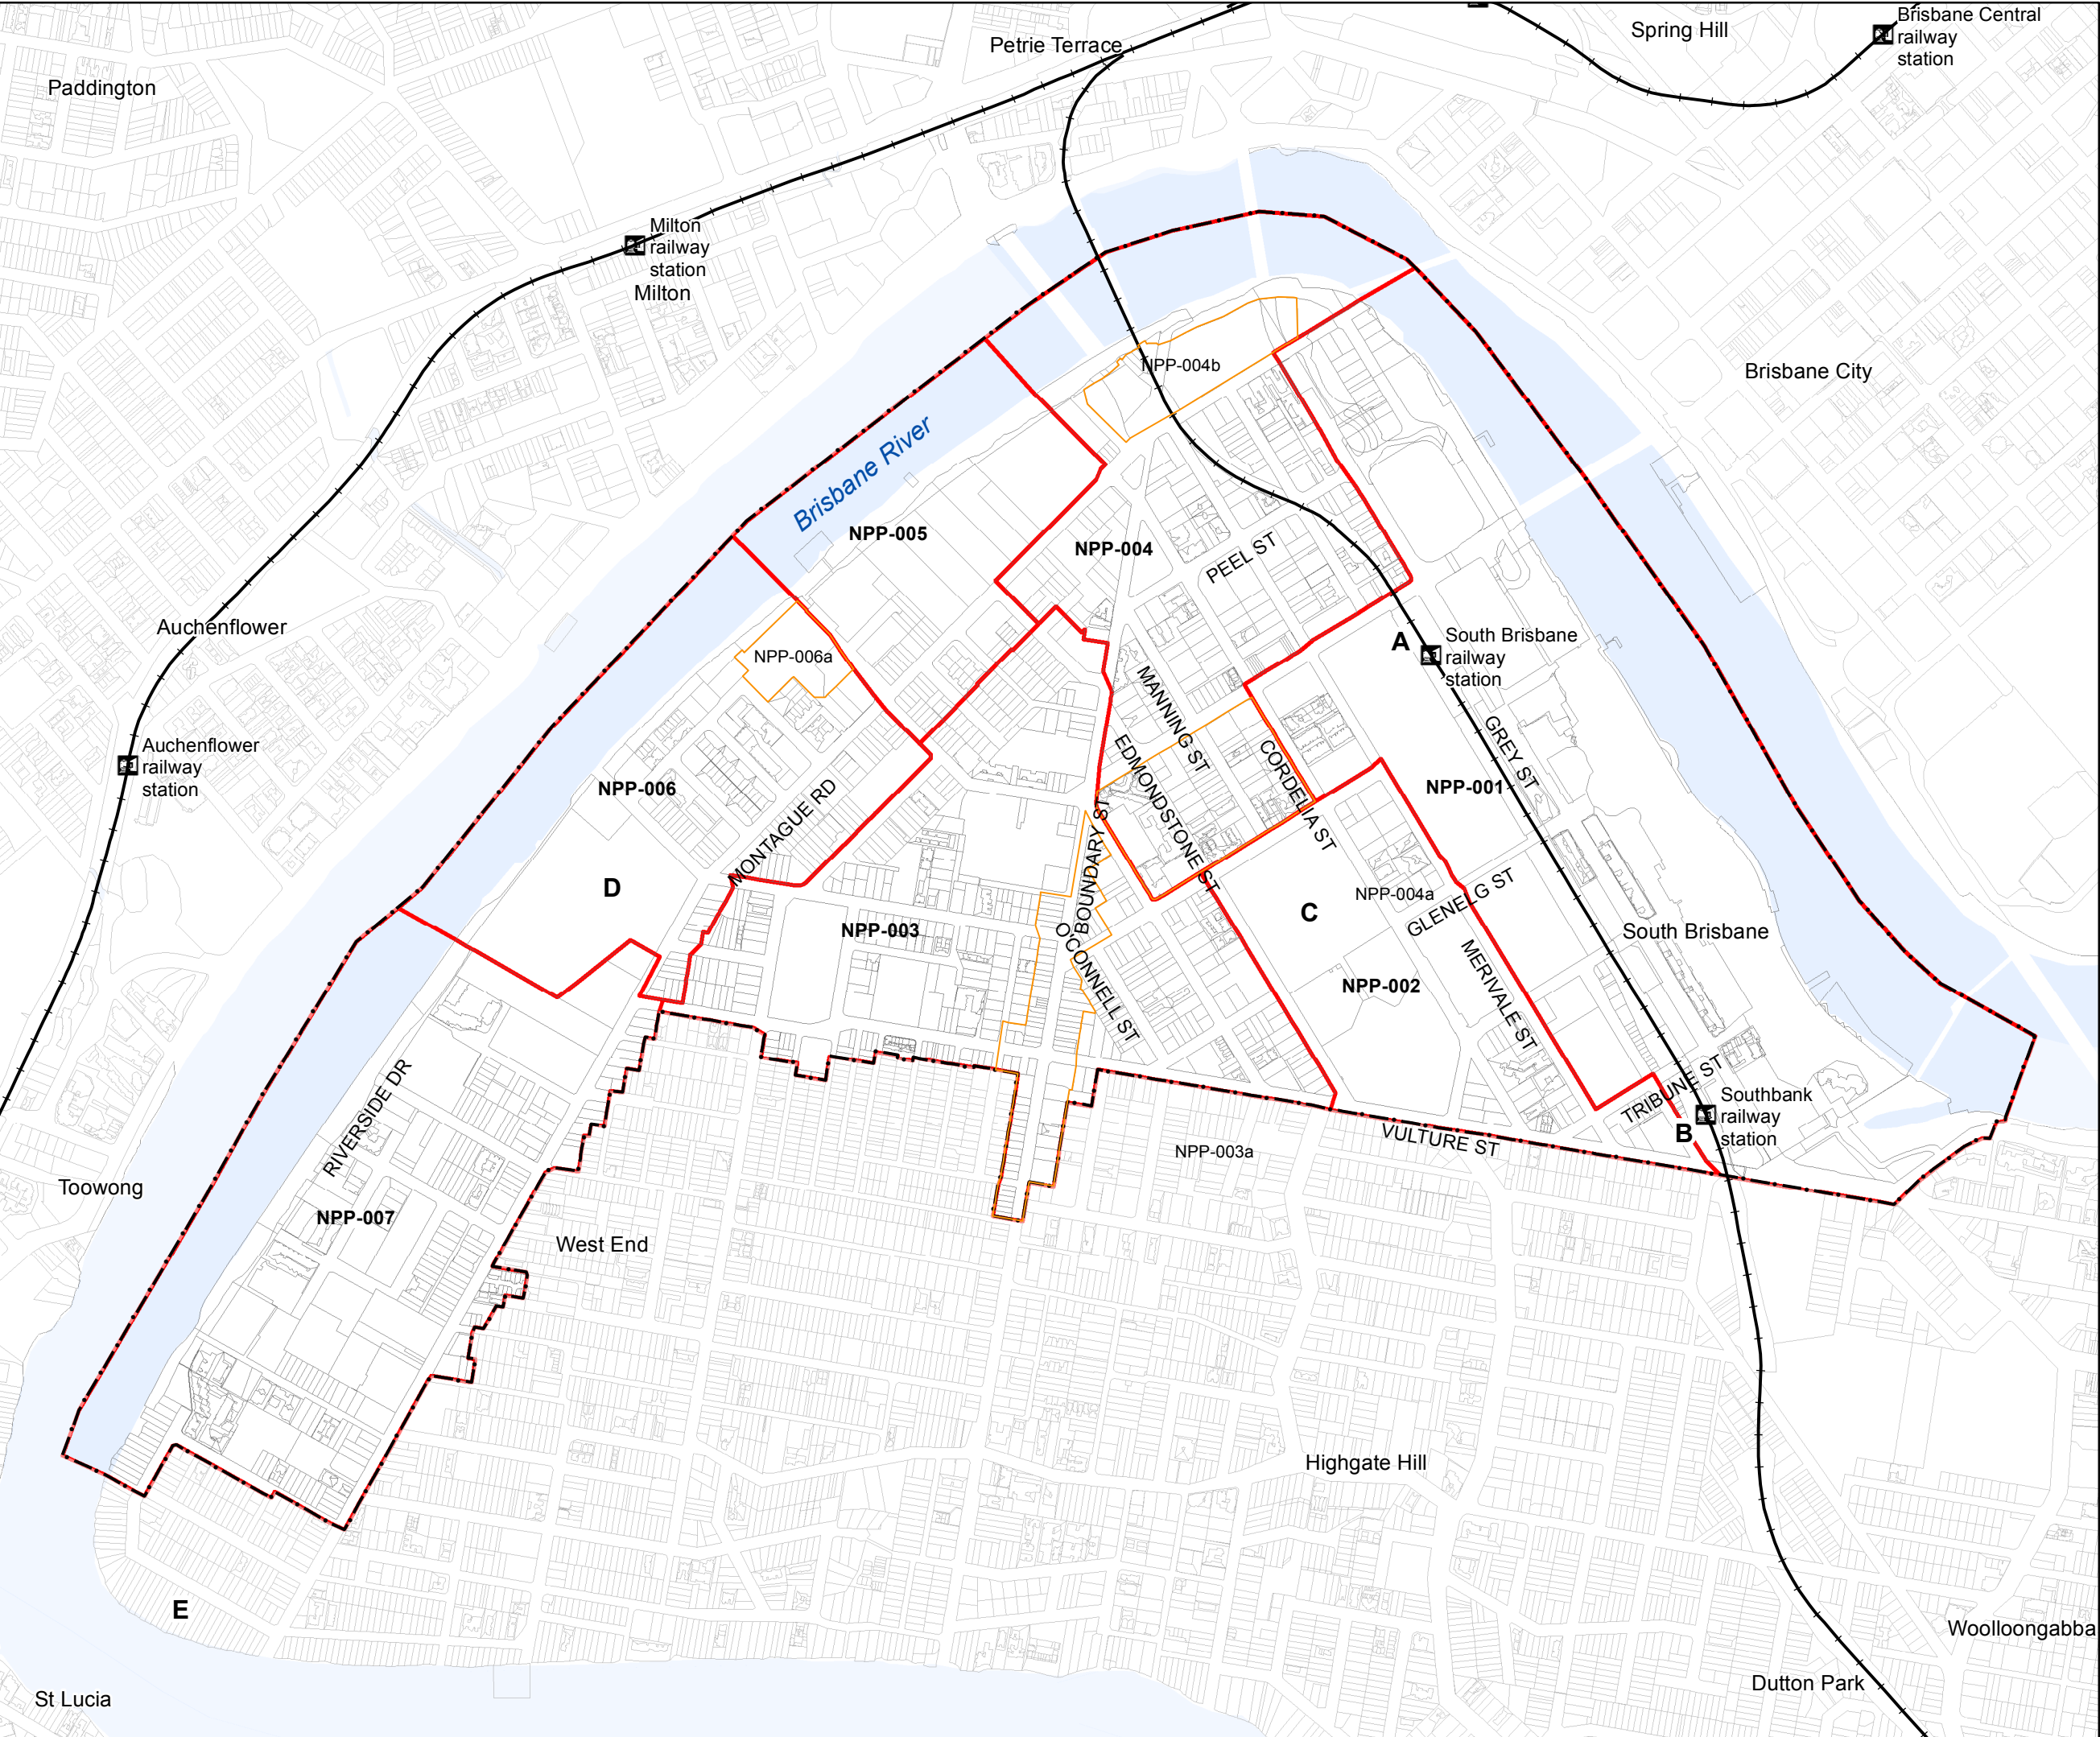 Brisbane Central
railway
station
Spring Hill
Petrie Terrace
Paddington
Milton
railway
station
Milton
NPP-004b
Brisbane City
Brisbane River
NPP-005
NPP-004
PEEL ST
Auchenflower
A
South Brisbane
railway
station
NPP-006a
MANNING ST
Auchenflower
railway
station
EDMONDSTONE ST
CORDELIA ST
GREY ST
NPP-006
NPP-001
MONTAGUE RD
BOUNDARY ST
D
NPP-004a
C
GLENELG ST
NPP-003
South Brisbane
O'CONNELL ST
NPP-002
MERIVALE ST
RIVERSIDE DR
TRIBUNE ST
Southbank
railway
station
B
VULTURE ST
NPP-003a
Toowong
NPP-007
West End
Highgate Hill
E
Woolloongabba
Dutton Park
St Lucia